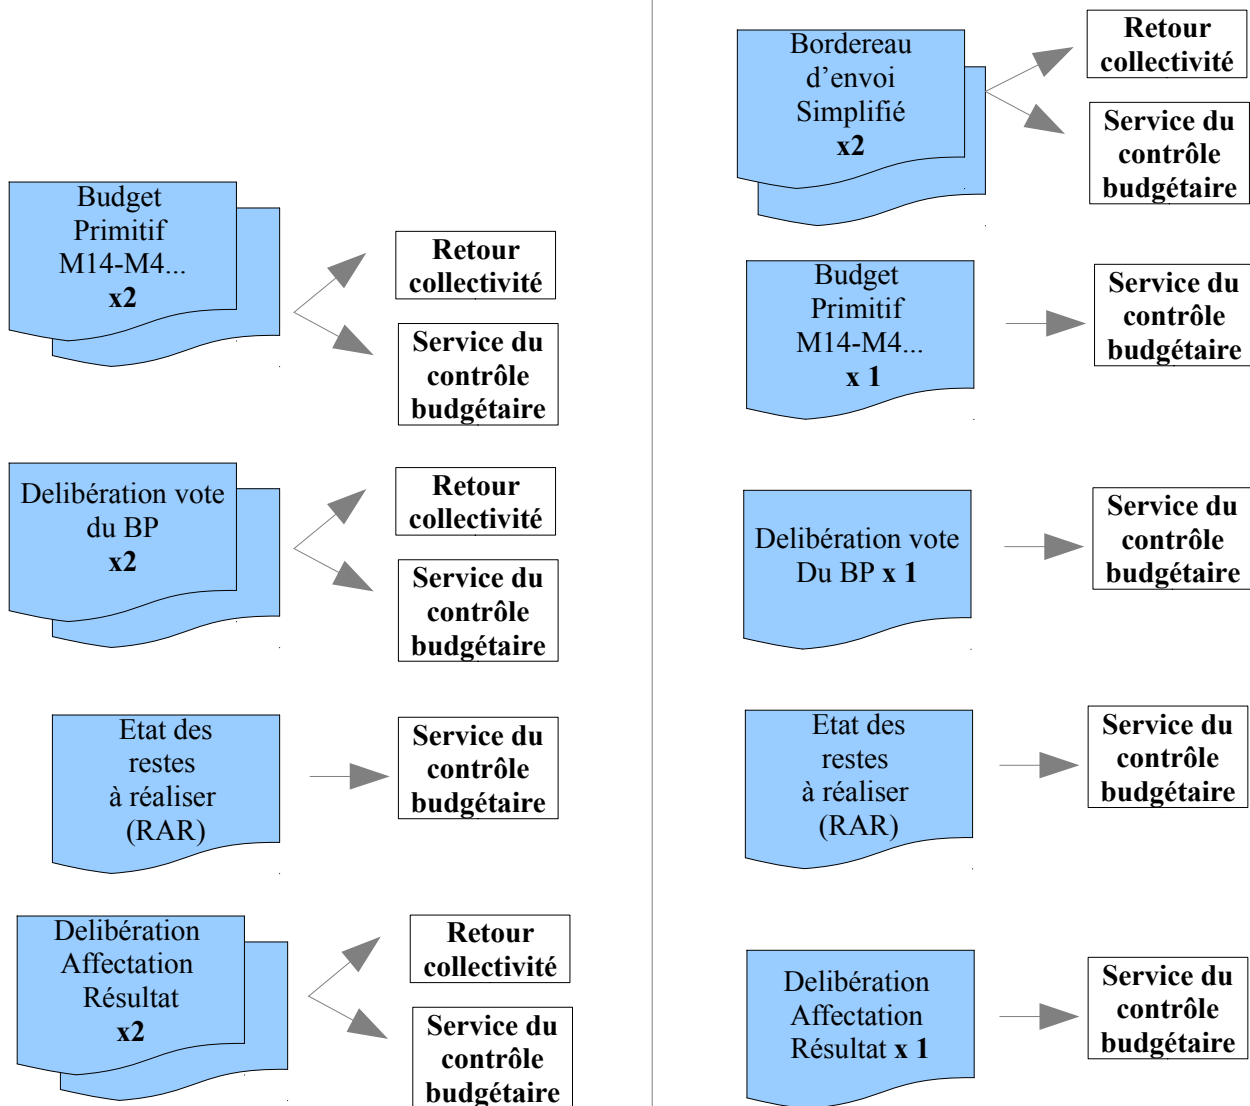 Budget
Primitif
M14-M4...
x2
Retour
collectivité
Service du
contrôle
budgétaire
Delibération vote
du BP
x2
Retour
collectivité
Service du
contrôle
budgétaire
Etat des
restes
à réaliser
(RAR)
Service du
contrôle
budgétaire
Delibération
Affectation
Résultat
x2
Retour
collectivité
Service du
contrôle
budgétaire
Bordereau
d’envoi
Simplifié
x2
Retour
collectivité
Service du
contrôle
budgétaire
Budget
Primitif
M14-M4...
x 1
Service du
contrôle
budgétaire
Delibération vote
Du BP x 1
Service du
contrôle
budgétaire
Etat des
restes
à réaliser
(RAR)
Service du
contrôle
budgétaire
Delibération
Affectation
Résultat x 1
Service du
contrôle
budgétaire